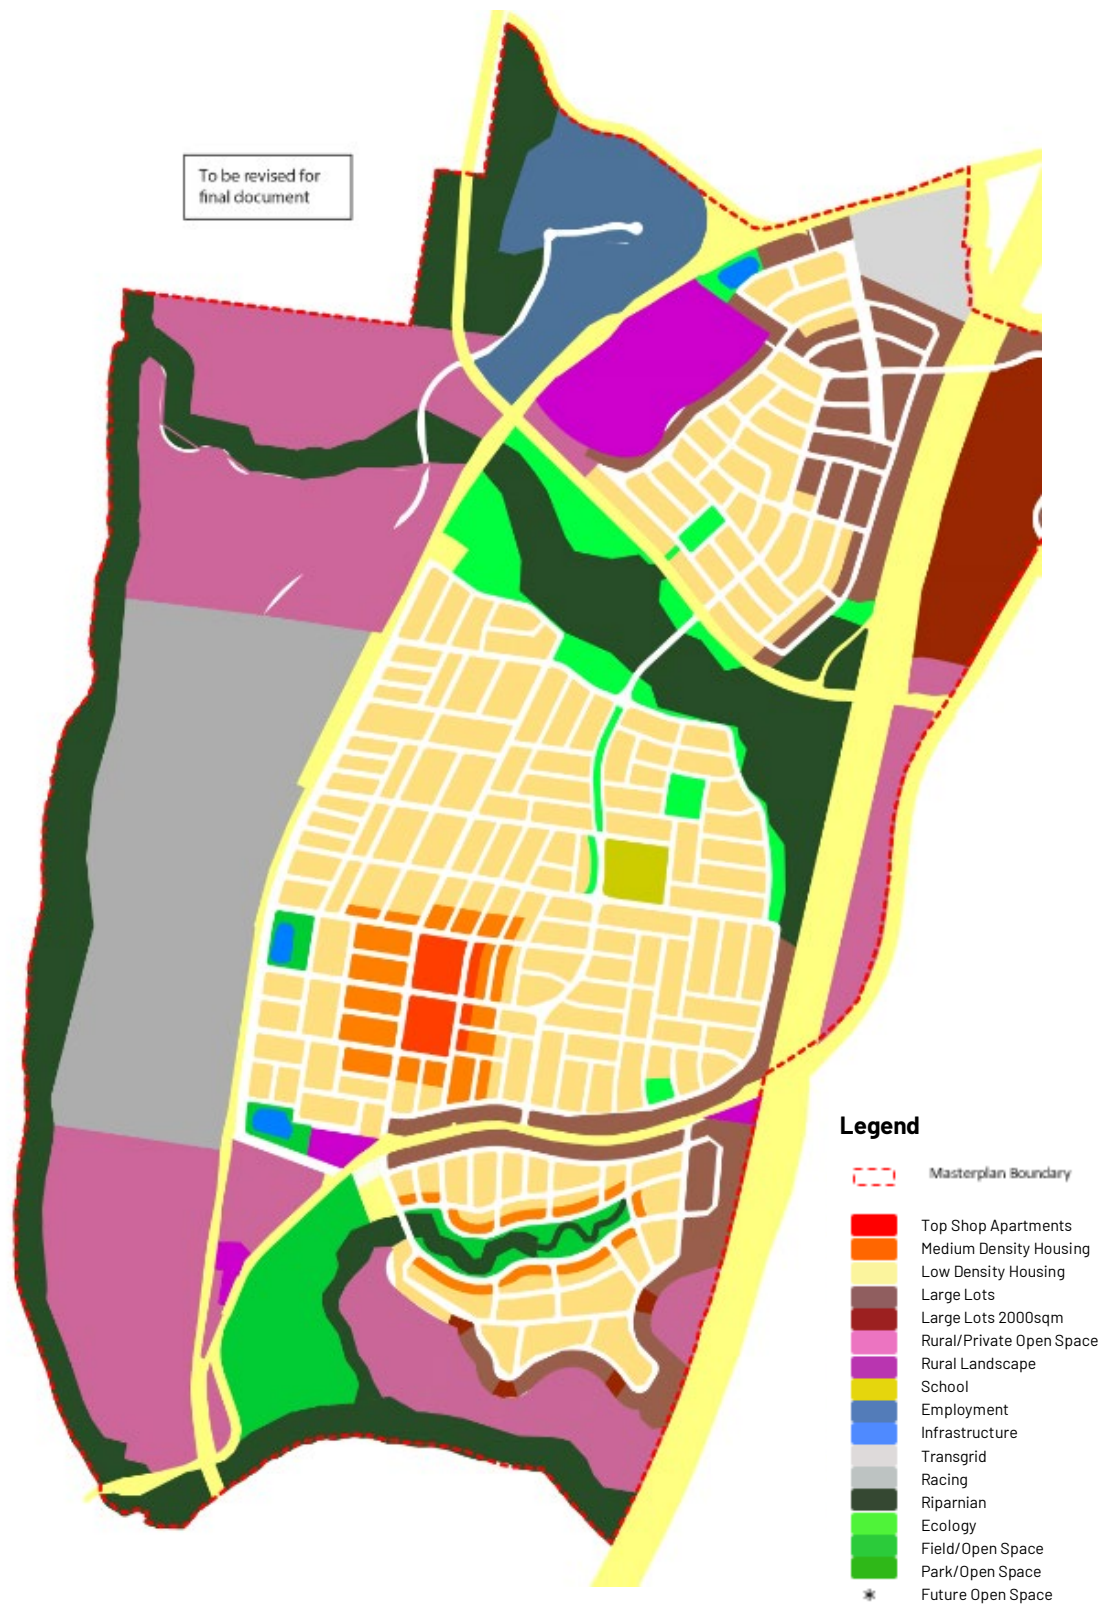 To be revised for
final document
Legend
Masterplan Boundary
Top Shop Apartments
Medium Density Housing
Low Density Housing
Large Lots
Large Lots 2000sqm
Rural/Private Open Space
Rural Landscape
School
Employment
Infrastructure
Transgrid
Racing
Riparnian
Ecology
Field/Open Space
Park/Open Space
* Future Open Space